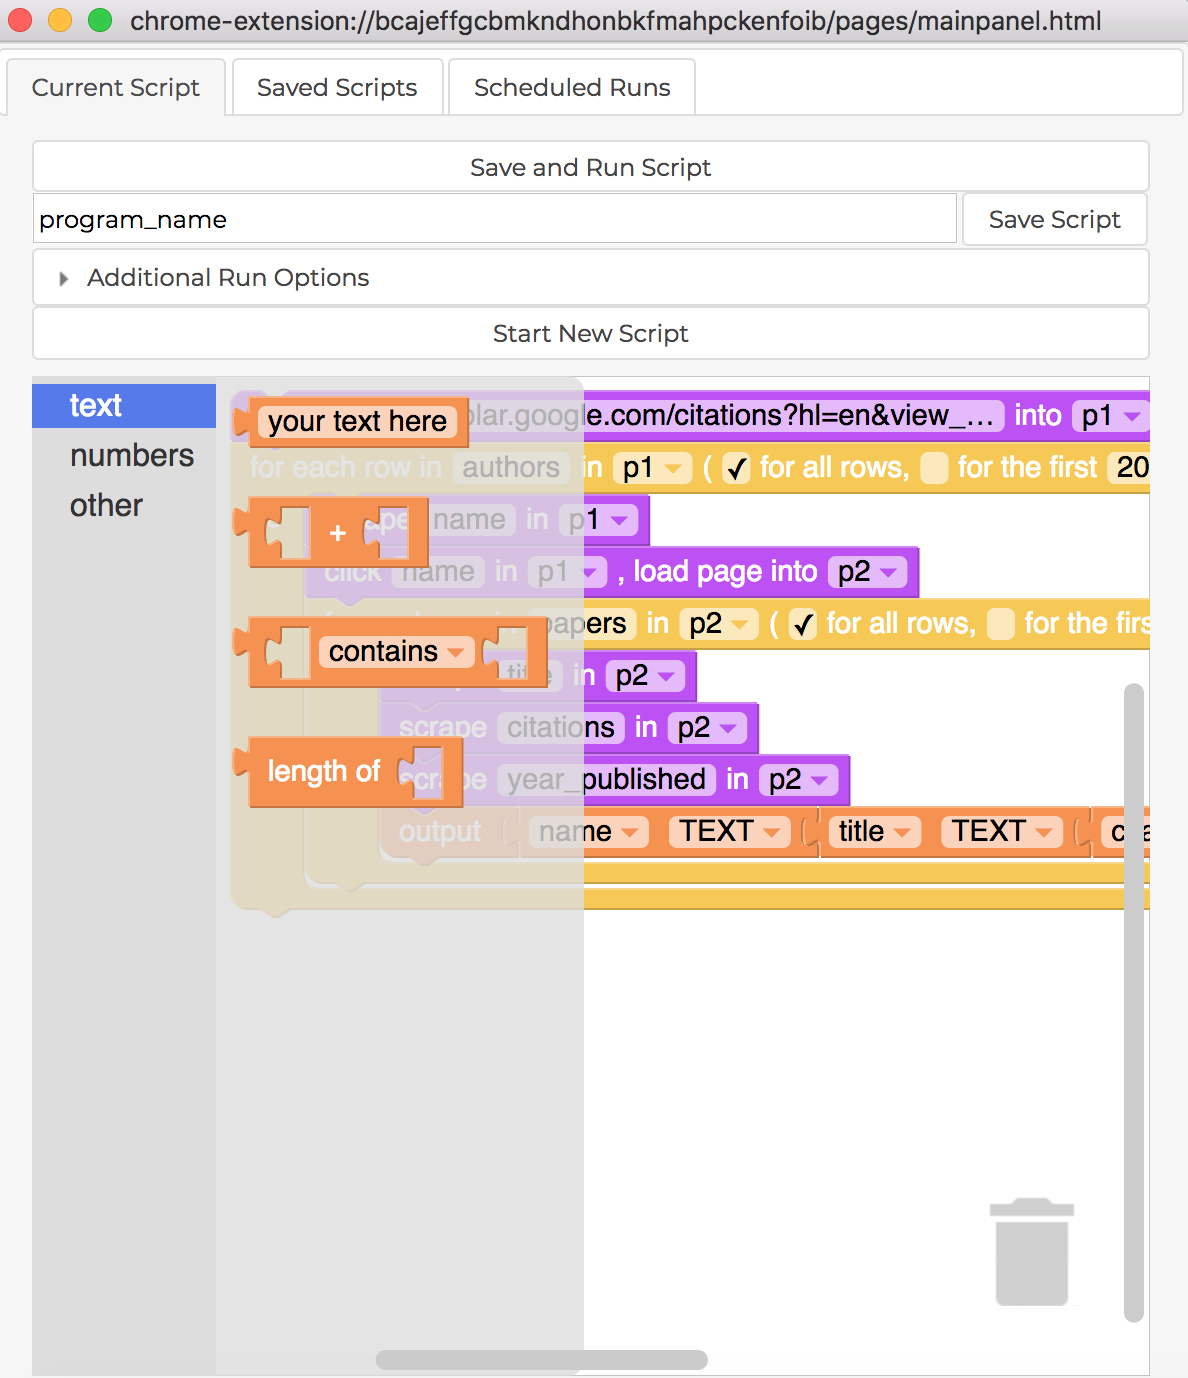 chrome-extension://bcajeffgcbmkndhonbkfmahpckenfoib/pages/mainpanel.html
Current Script Saved Scripts Scheduled Runs
Save and Run Script
program_name Save Script
Additional Run Options
Start New Script
text
numbers
other
your text here
+
contains
length of
olar.google.com/citations?hl=en&view_... into p1
for each row in authors in p1 ( ✓ for all rows, for the first 20
name in p1
click name in p1 , load page into p2
papers in p2 ( ✓ for all rows, for the firs
title in p2
scrape citations in p2
scrape year_published in p2
output name TEXT title TEXT